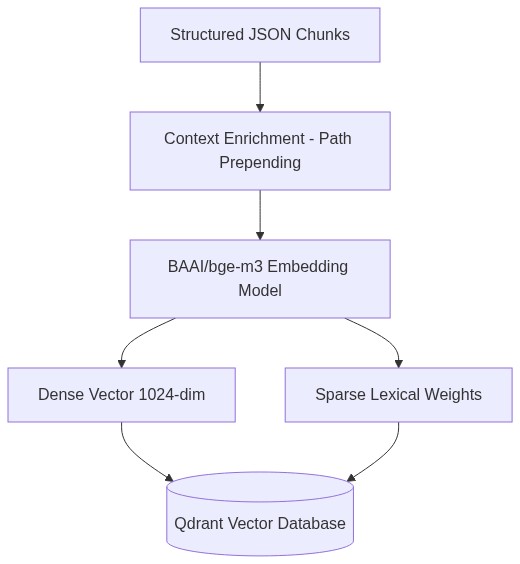 Structured JSON Chunks
Context Enrichment - Path
Prepending
BAAI/bge-m3 Embedding
Model
Dense Vector 1024-dim
Sparse Lexical Weights
Qdrant Vector Database